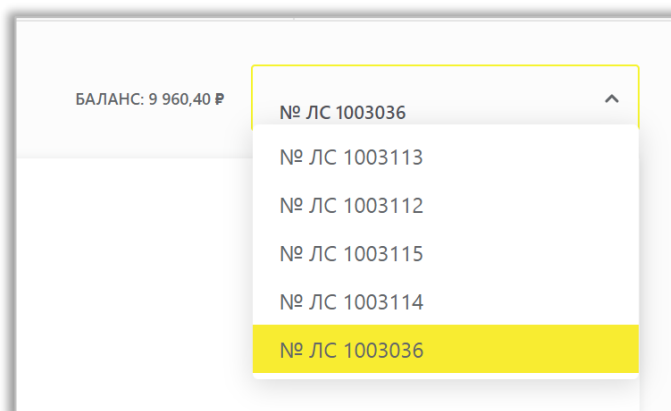 БАЛАНС: 9 960,40 ₽
№ ЛС 1003036
№ ЛС 1003113
№ ЛС 1003112
№ ЛС 1003115
№ ЛС 1003114
№ ЛС 1003036